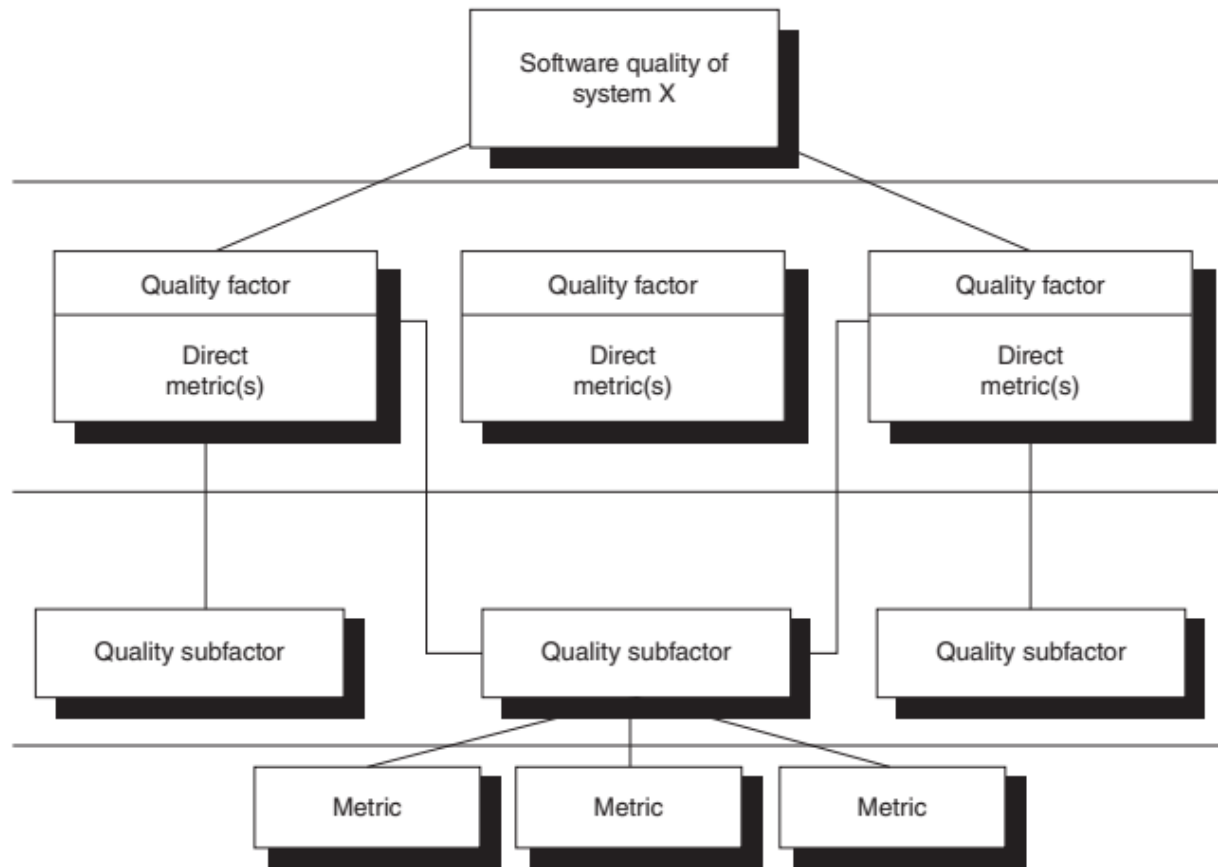 Software quality of
system X
Quality factor
Direct
metric(s)
Quality factor
Direct
metric(s)
Quality factor
Direct
metric(s)
Quality subfactor
Quality subfactor
Quality subfactor
Metric
Metric
Metric